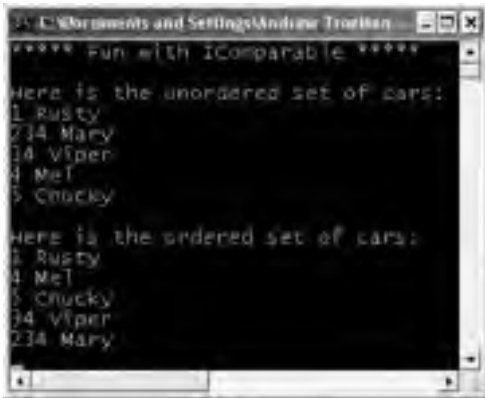 C:\Documents and Settings\Andrew Troelsen
***** Fun with IComparable *****
Here is the unordered set of cars:
1 Rusty
234 Mary
34 Viper
4 Mel
5 Chucky
Here is the ordered set of cars:
1 Rusty
4 Mel
5 Chucky
34 Viper
234 Mary